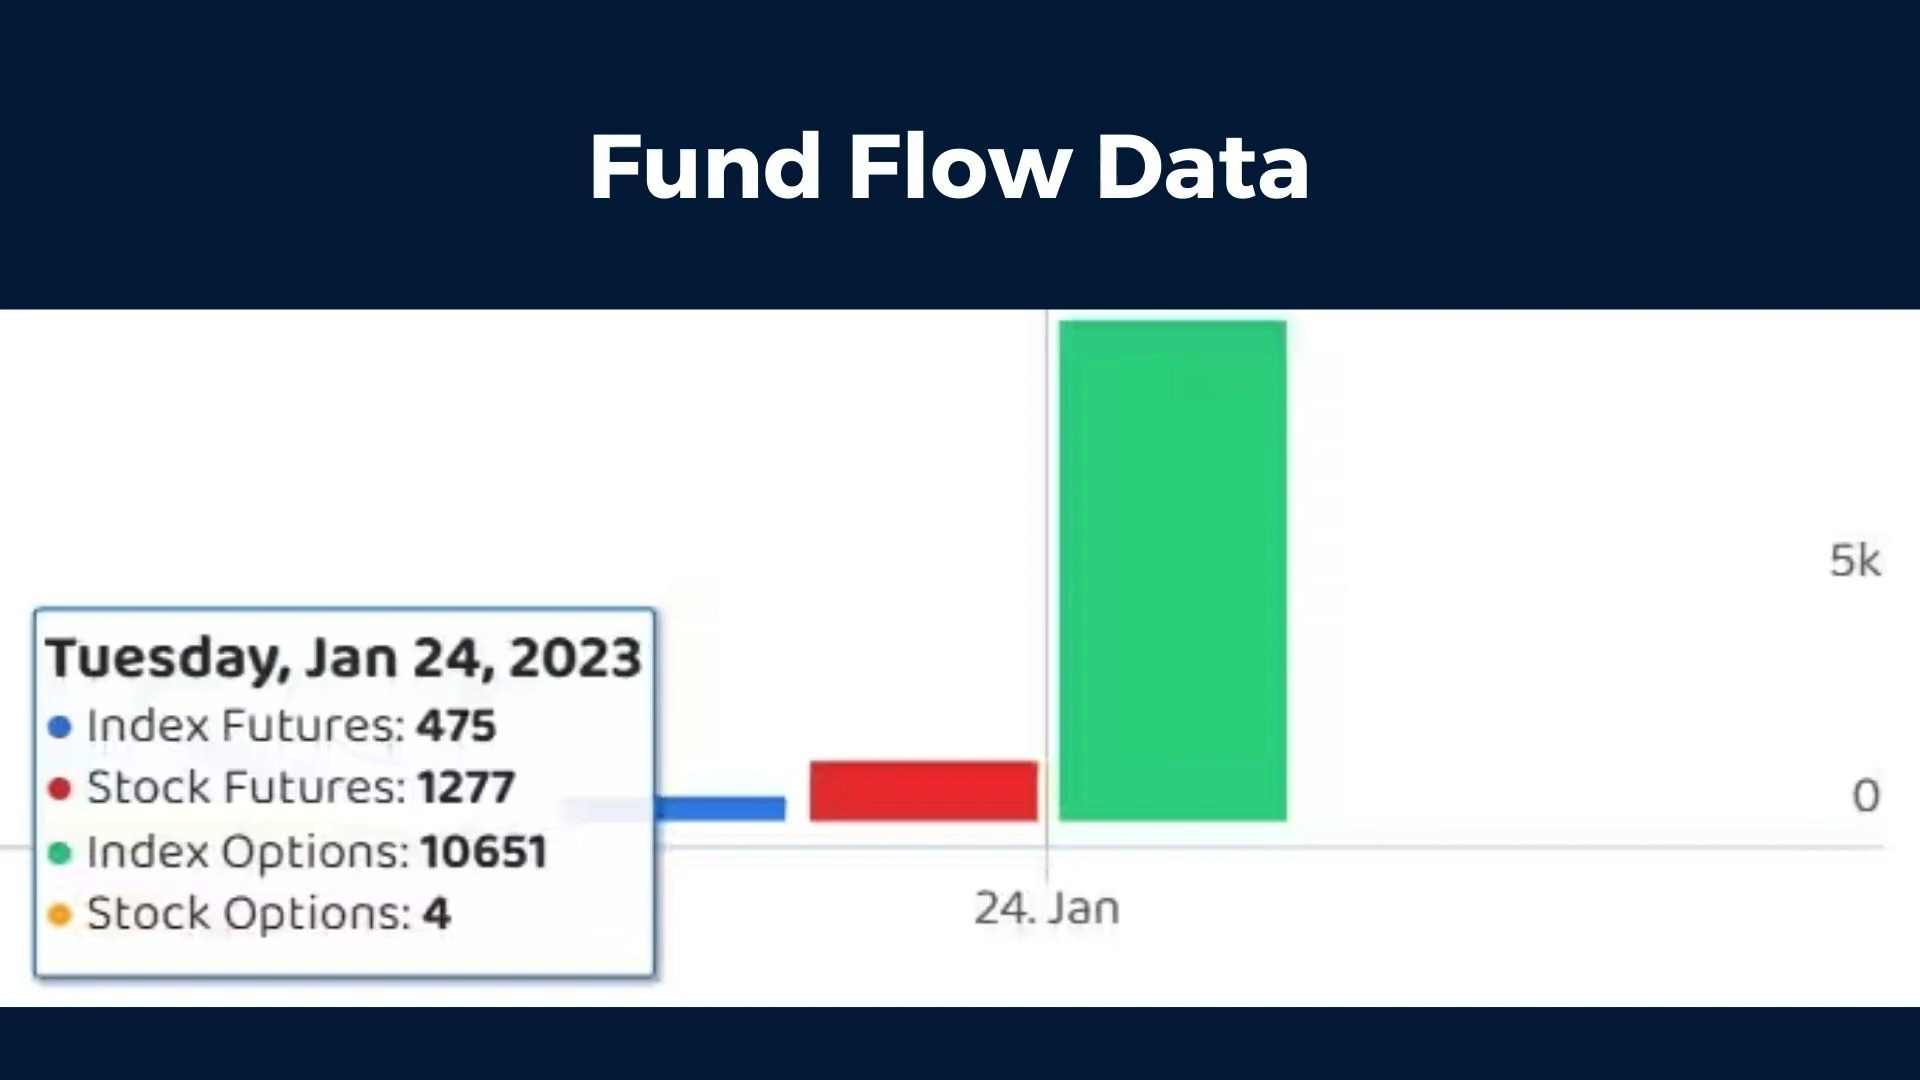 Fund Flow Data
5k
Tuesday, Jan 24, 2023
Index Futures: 475
Stock Futures: 1277
0
Index Options: 10651
Stock Options: 4
24. Jan